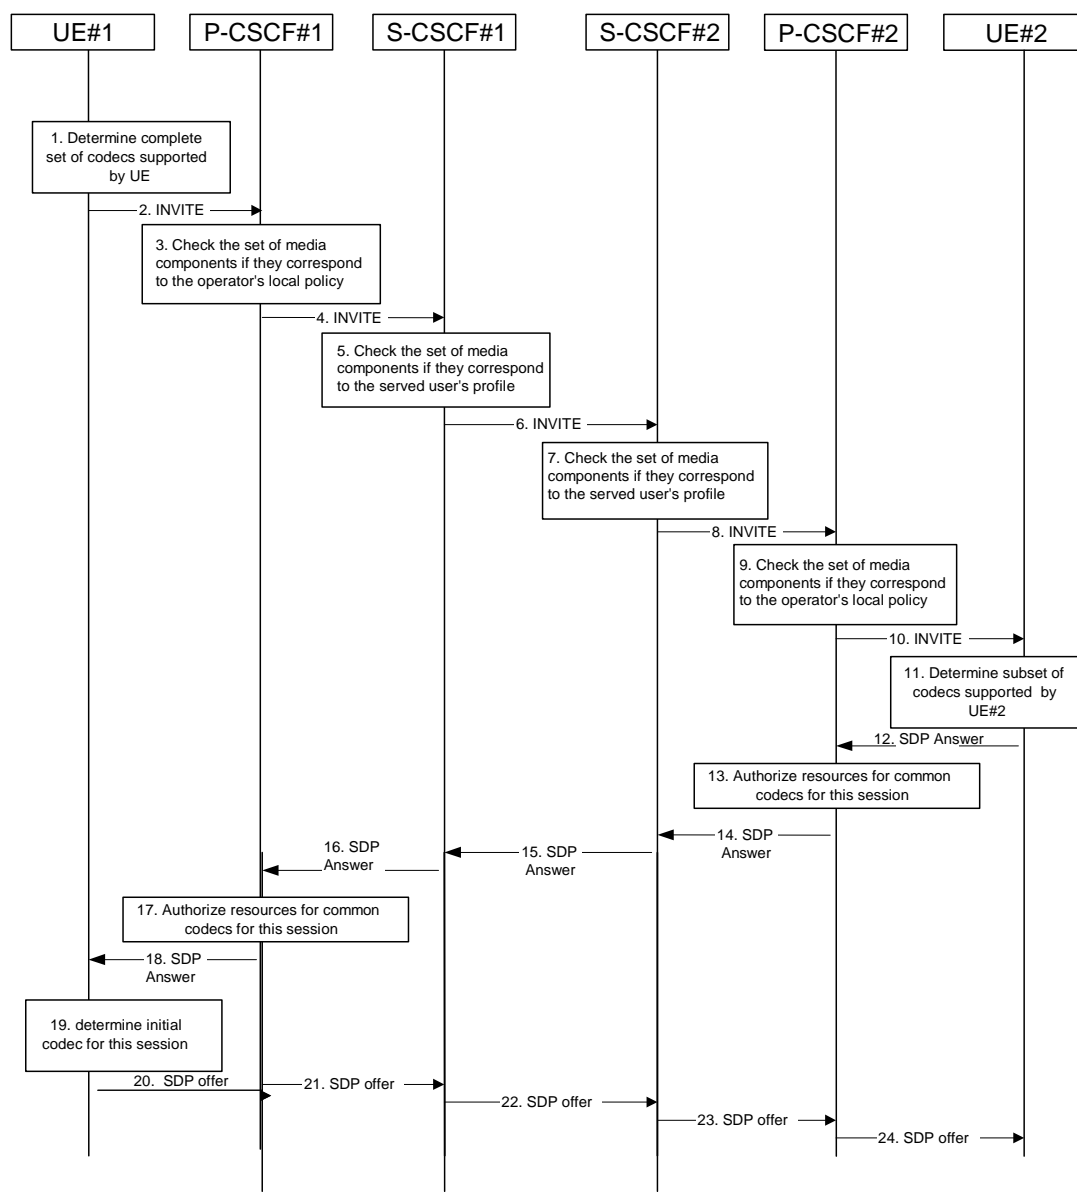 UE#1
P-CSCF#1
S-CSCF#1
S-CSCF#2
P-CSCF#2
UE#2
1. Determine complete
set of codecs supported
by UE
2. INVITE
3. Check the set of media
components if they correspond
to the operator's local policy
4. INVITE
5. Check the set of media
components if they correspond
to the served user's profile
6. INVITE
7. Check the set of media
components if they correspond
to the served user's profile
8. INVITE
9. Check the set of media
components if they correspond
to the operator's local policy
10. INVITE
11. Determine subset of
codecs supported by
UE#2
12. SDP Answer
13. Authorize resources for common
codecs for this session
14. SDP
Answer
15. SDP
Answer
16. SDP
Answer
17. Authorize resources for common
codecs for this session
18. SDP
Answer
19. determine initial
codec for this session
20. SDP offer
21. SDP offer
22. SDP offer
23. SDP offer
24. SDP offer